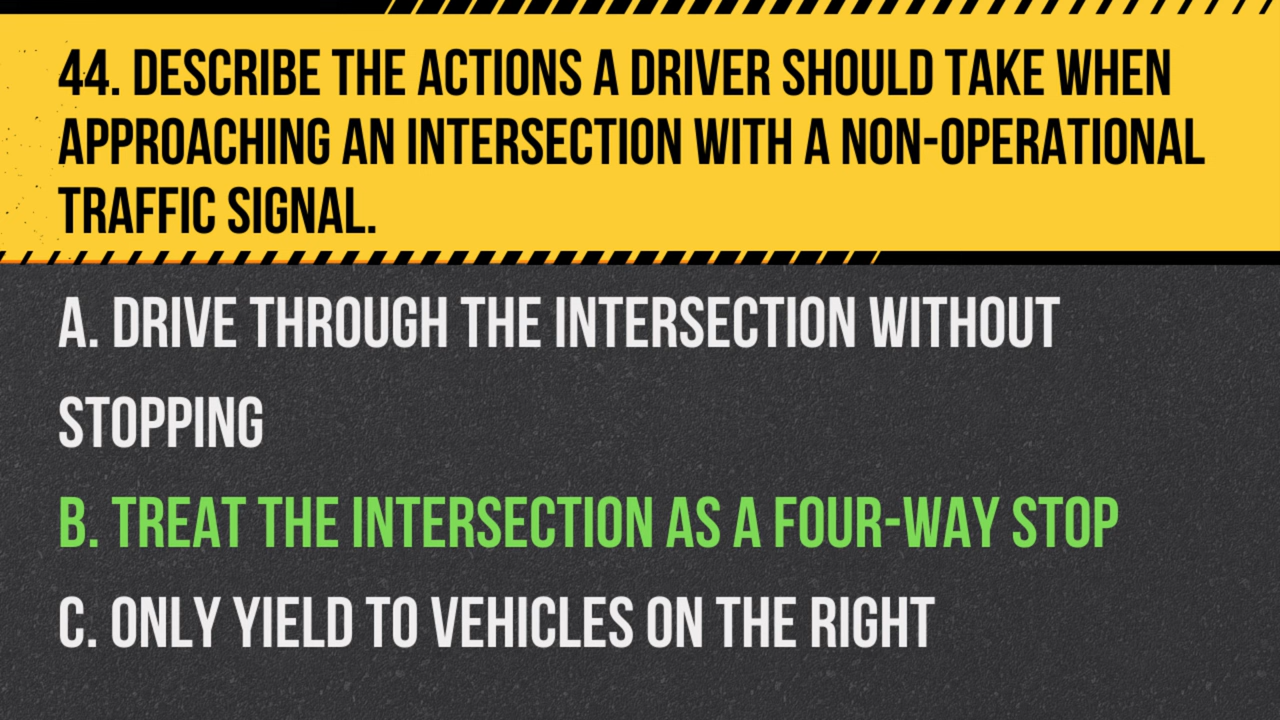 44. DESCRIBE THE ACTIONS A DRIVER SHOULD TAKE WHEN
APPROACHING AN INTERSECTION WITH A NON-OPERATIONAL
TRAFFIC SIGNAL.
A. DRIVE THROUGH THE INTERSECTION WITHOUT
STOPPING
B. TREAT THE INTERSECTION AS A FOUR-WAY STOP
C. ONLY YIELD TO VEHICLES ON THE RIGHT